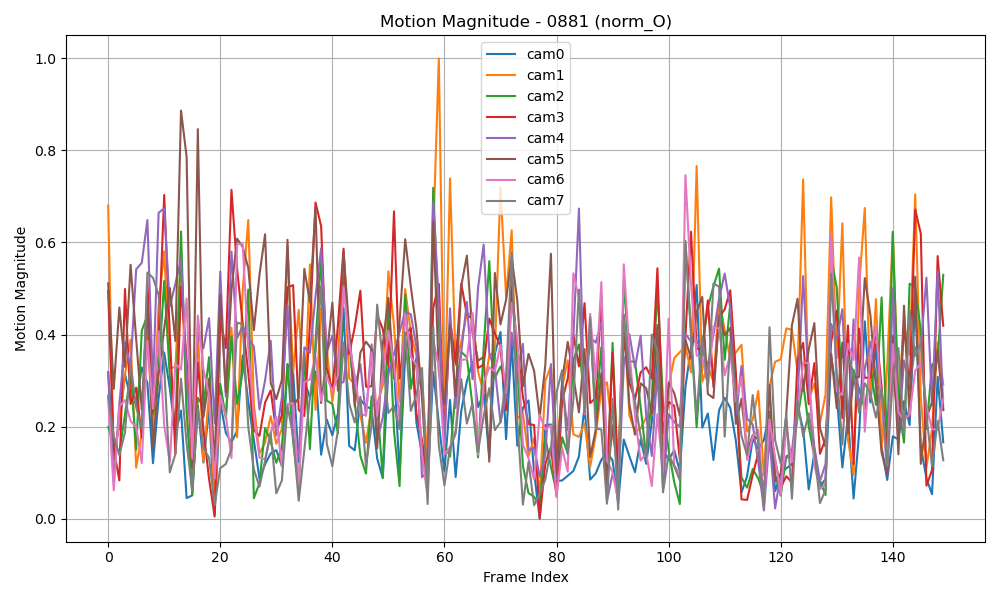 Motion Magnitude - 0881 (norm_O)
cam0
cam1
cam2
cam3
cam4
cam5
cam6
cam7
Motion Magnitude
1.0
0.8
0.6
0.4
0.2
0.0
0 20 40 60 80 100 120 140
Frame Index